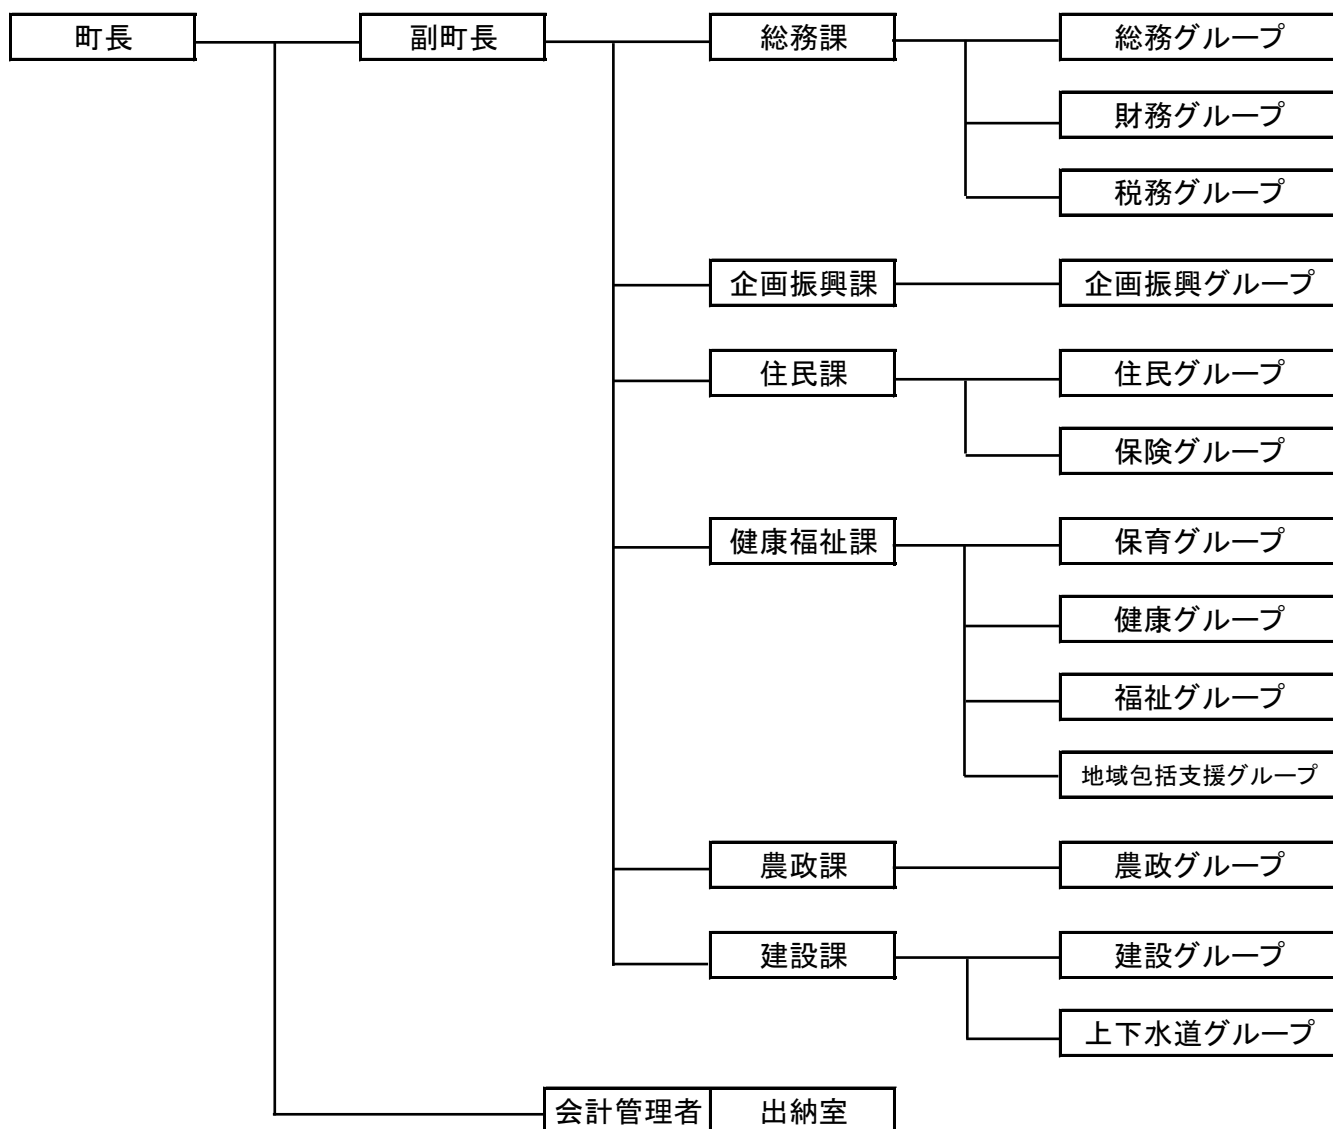 町長
副町長
総務課
総務グループ
財務グループ
税務グループ
企画振興課
企画振興グループ
住民課
住民グループ
保険グループ
健康福祉課
保育グループ
健康グループ
福祉グループ
地域包括支援グループ
農政課
農政グループ
建設課
建設グループ
上下水道グループ
会計管理者
出納室